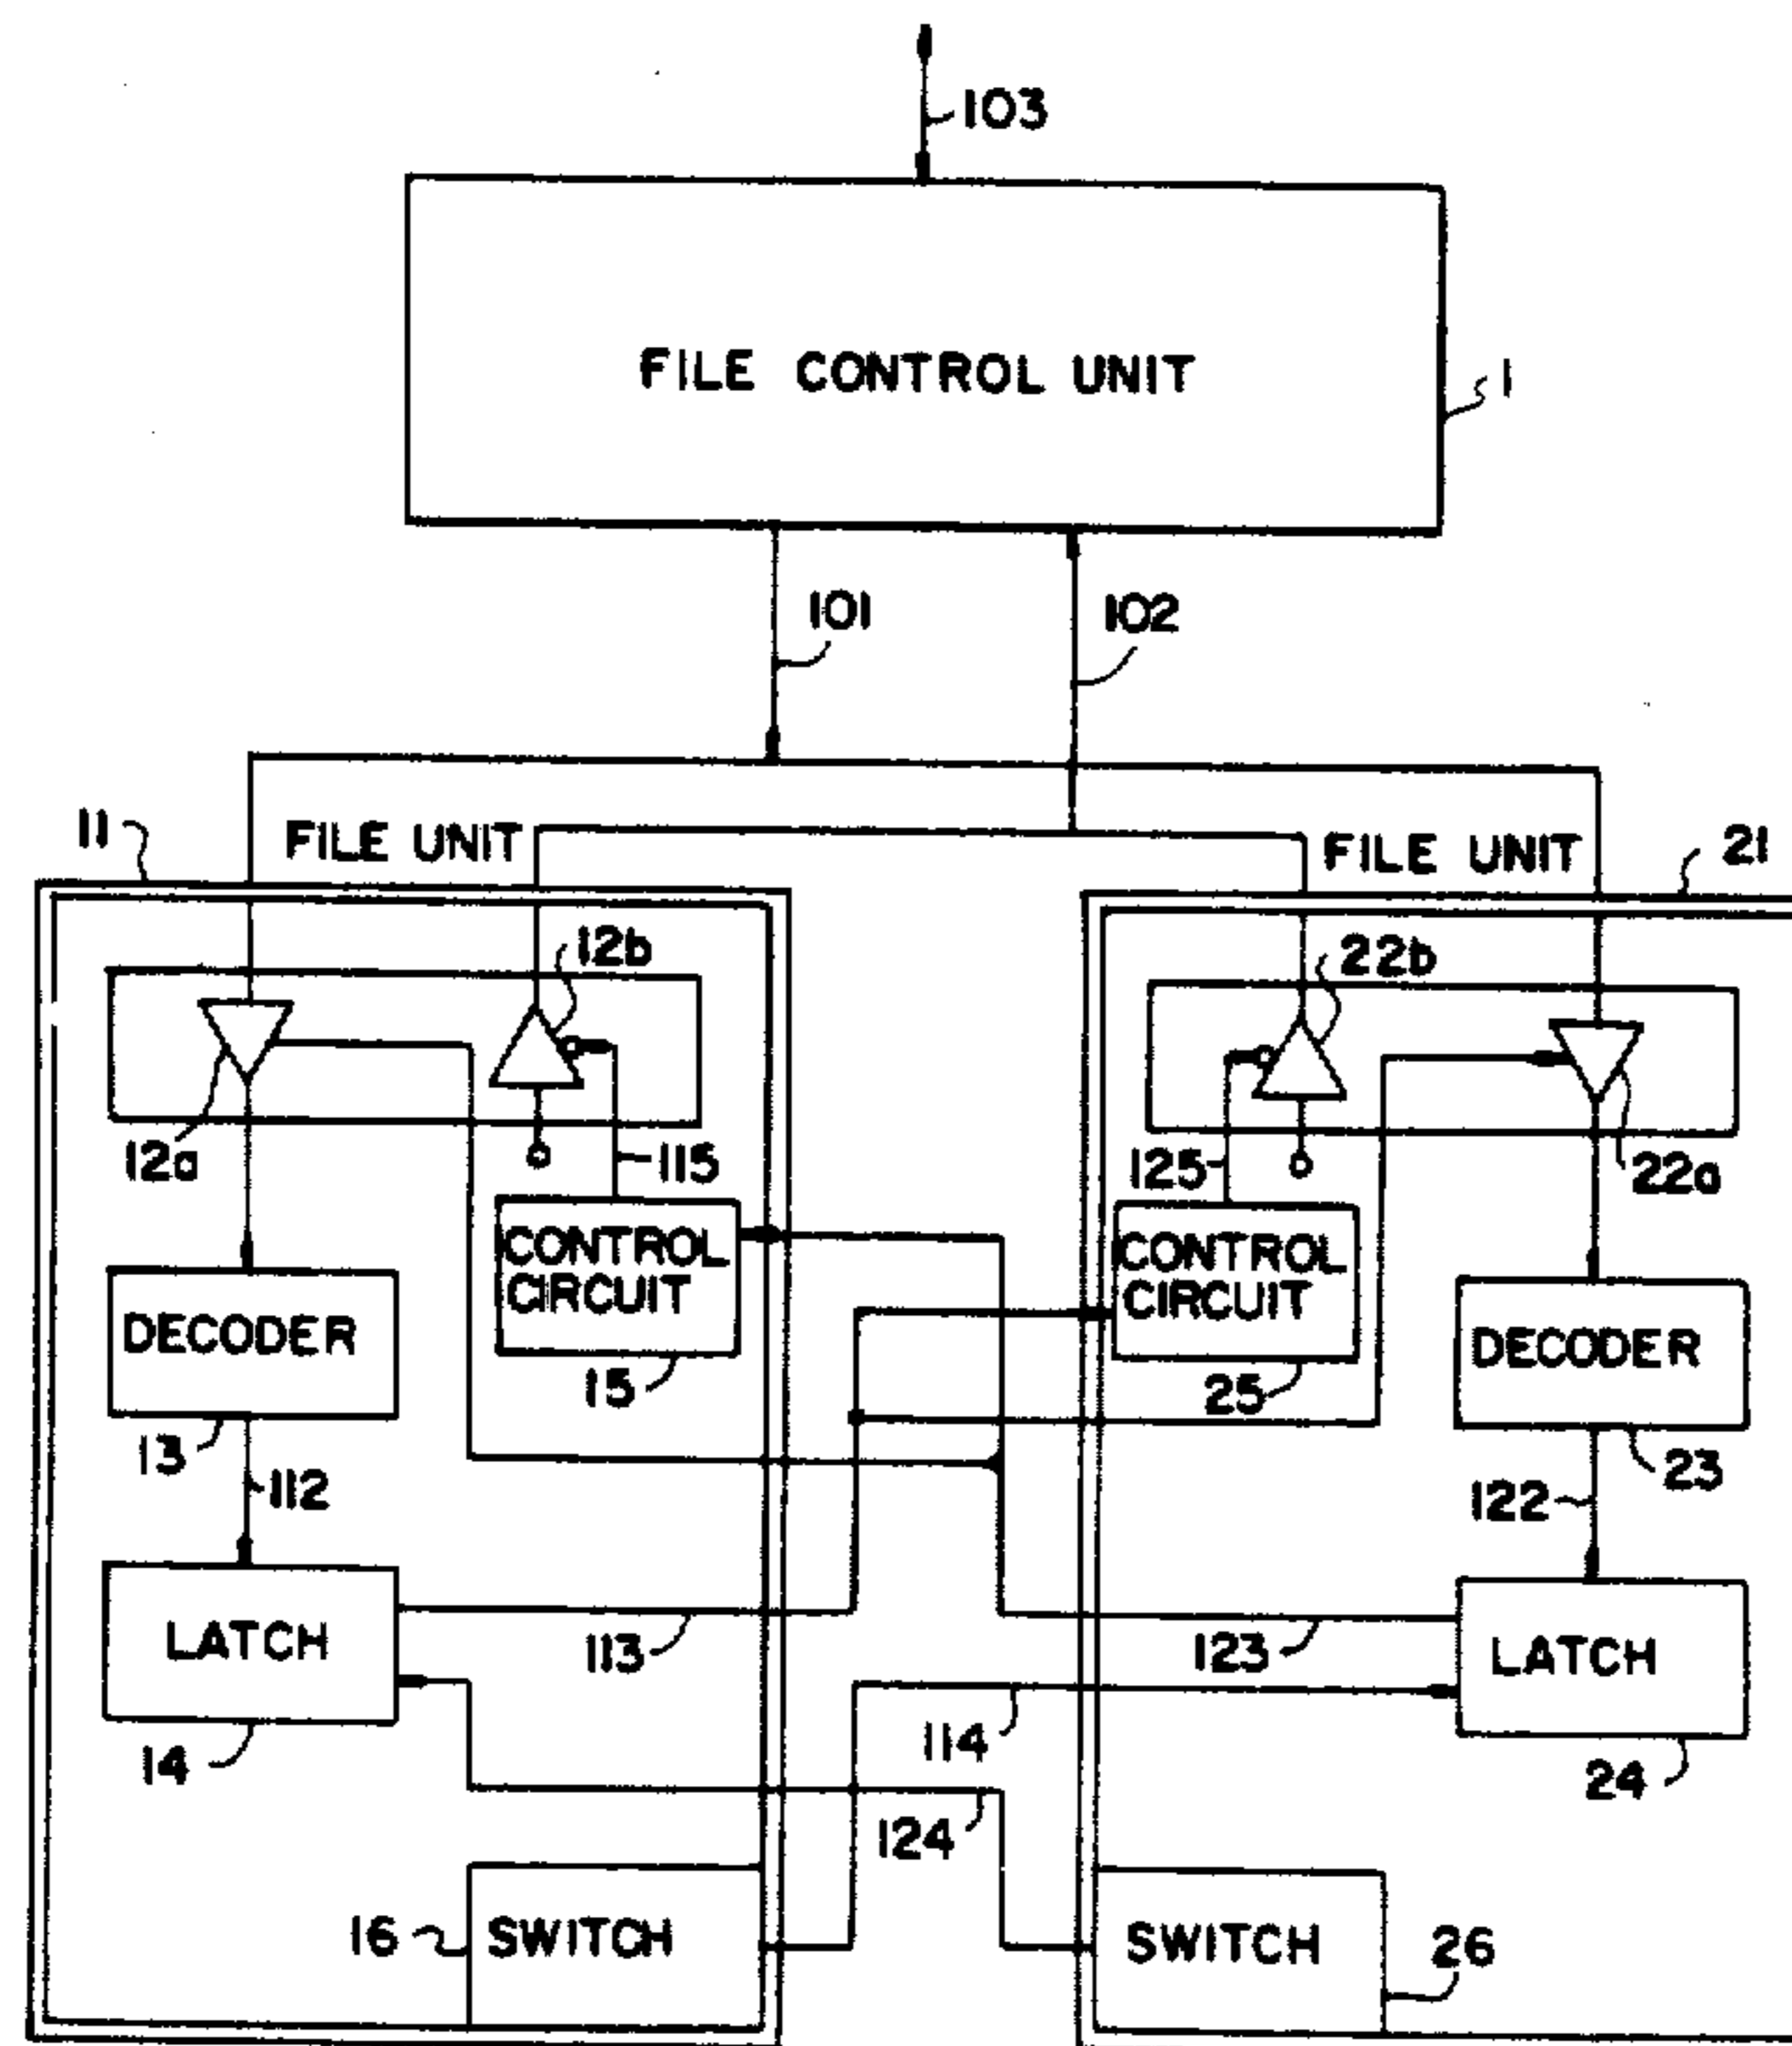 103
FILE CONTROL UNIT
1
101
102
11
FILE UNIT
FILE UNIT
21
12b
22b
12a
115
125
22a
CONTROL
CIRCUIT
CONTROL
CIRCUIT
DECODER
DECODER
15
25
13
23
112
122
LATCH
LATCH
113
123
114
14
24
124
16
SWITCH
SWITCH
26